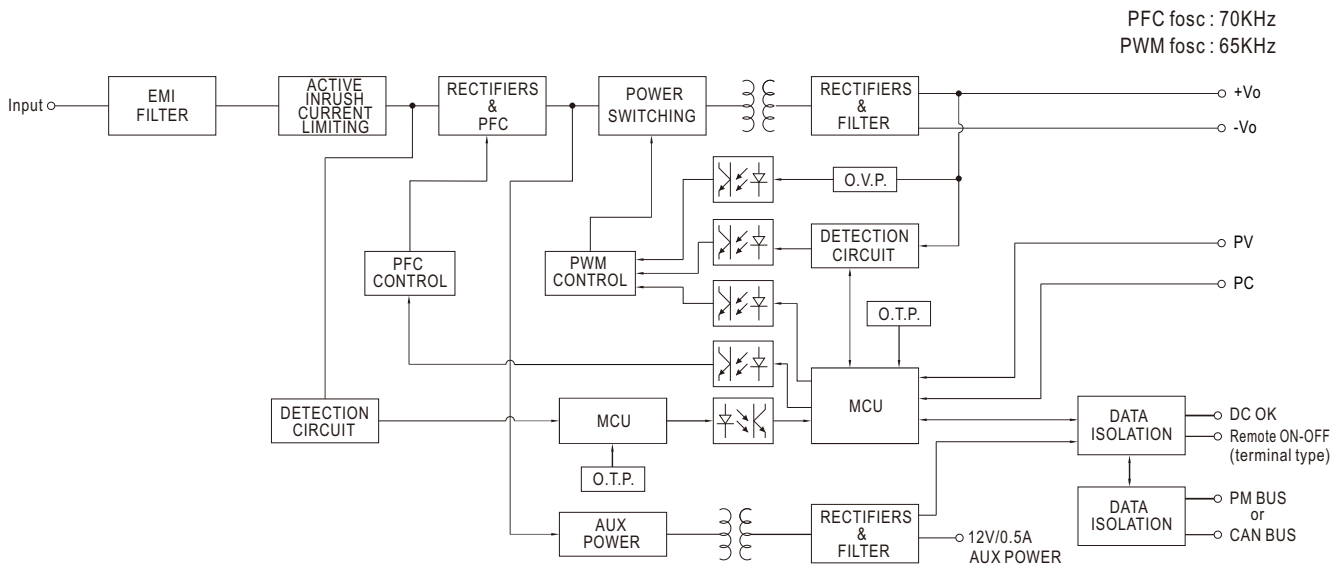 PFC fosc : 70KHz
PWM fosc : 65KHz
Input
EMI
FILTER
ACTIVE
INRUSH
CURRENT
LIMITING
RECTIFIERS
&
PFC
POWER
SWITCHING
RECTIFIERS
&
FILTER
+Vo
-Vo
O.V.P.
PFC
CONTROL
PWM
CONTROL
DETECTION
CIRCUIT
PV
PC
O.T.P.
DETECTION
CIRCUIT
MCU
MCU
DATA
ISOLATION
DC OK
Remote ON-OFF
(terminal type)
O.T.P.
AUX
POWER
RECTIFIERS
&
FILTER
12V/0.5A
AUX POWER
DATA
ISOLATION
PM BUS
or
CAN BUS